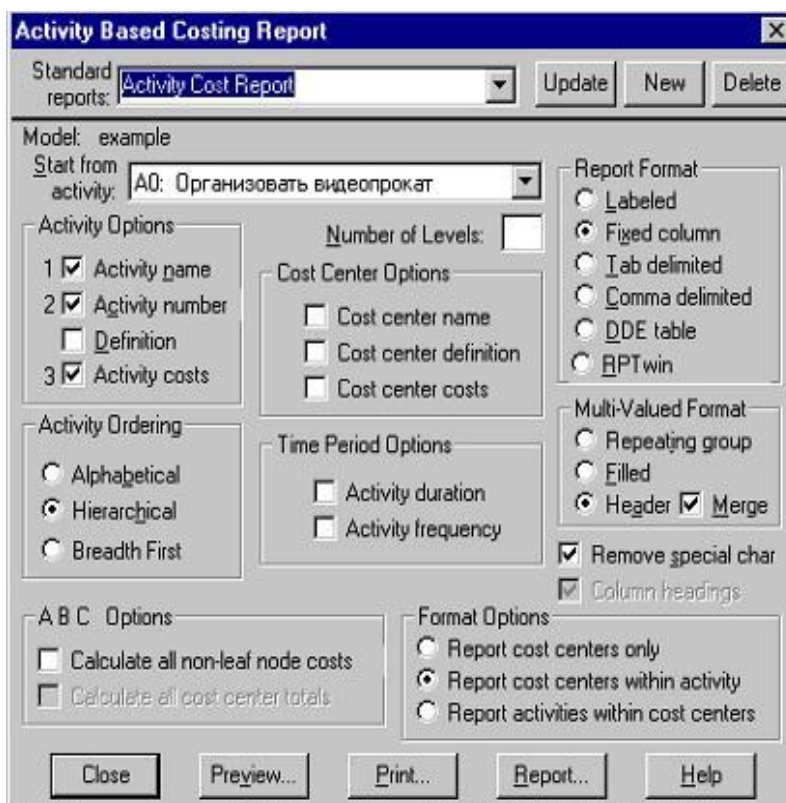 Activity Based Costing Report
Standard reports: Activity Cost Report
Update New Delete
Model: example
Start from activity: A0: Организовать видеопрокат
Number of Levels:
Activity Options
1 Activity name
2 Activity number
Definition
3 Activity costs
Cost Center Options
Cost center name
Cost center definition
Cost center costs
Report Format
Labeled
Fixed column
Tab delimited
Comma delimited
DDE table
RPTwin
Activity Ordering
Alphabetical
Hierarchical
Breadth First
Time Period Options
Activity duration
Activity frequency
Multi-Valued Format
Repeating group
Filled
Header Merge
Remove special char
Column headings
A B C Options
Calculate all non-leaf node costs
Calculate all cost center totals
Format Options
Report cost centers only
Report cost centers within activity
Report activities within cost centers
Close Preview... Print... Report... Help